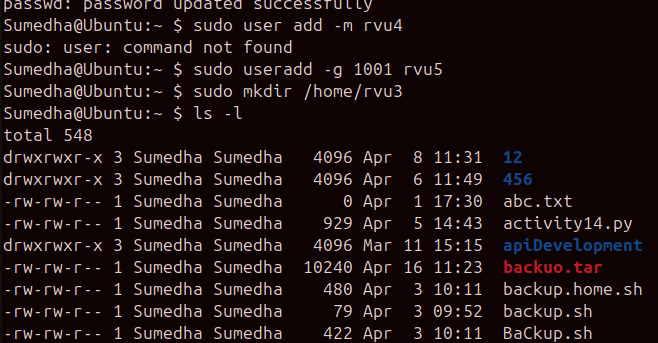 passwd: password updated successfully
Sumedha@Ubuntu:~ $ sudo user add -m rvu4
sudo: user: command not found
Sumedha@Ubuntu:~ $ sudo useradd -g 1001 rvu5
Sumedha@Ubuntu:~ $ sudo mkdir /home/rvu3
Sumedha@Ubuntu:~ $ ls -l
total 548
drwxrwxr-x 3 Sumedha Sumedha   4096 Apr  8 11:31  12
drwxrwxr-x 3 Sumedha Sumedha   4096 Apr  6 11:49  456
-rw-rw-r-- 1 Sumedha Sumedha      0 Apr  1 17:30  abc.txt
-rw-rw-r-- 1 Sumedha Sumedha    929 Apr  5 14:43  activity14.py
drwxrwxr-x 3 Sumedha Sumedha   4096 Mar 11 15:15  apiDevelopment
-rw-rw-r-- 1 Sumedha Sumedha  10240 Apr 16 11:23  backuo.tar
-rw-rw-r-- 1 Sumedha Sumedha    480 Apr  3 10:11  backup.home.sh
-rw-rw-r-- 1 Sumedha Sumedha     79 Apr  3 09:52  backup.sh
-rw-rw-r-- 1 Sumedha Sumedha    422 Apr  3 10:11  BaCkup.sh